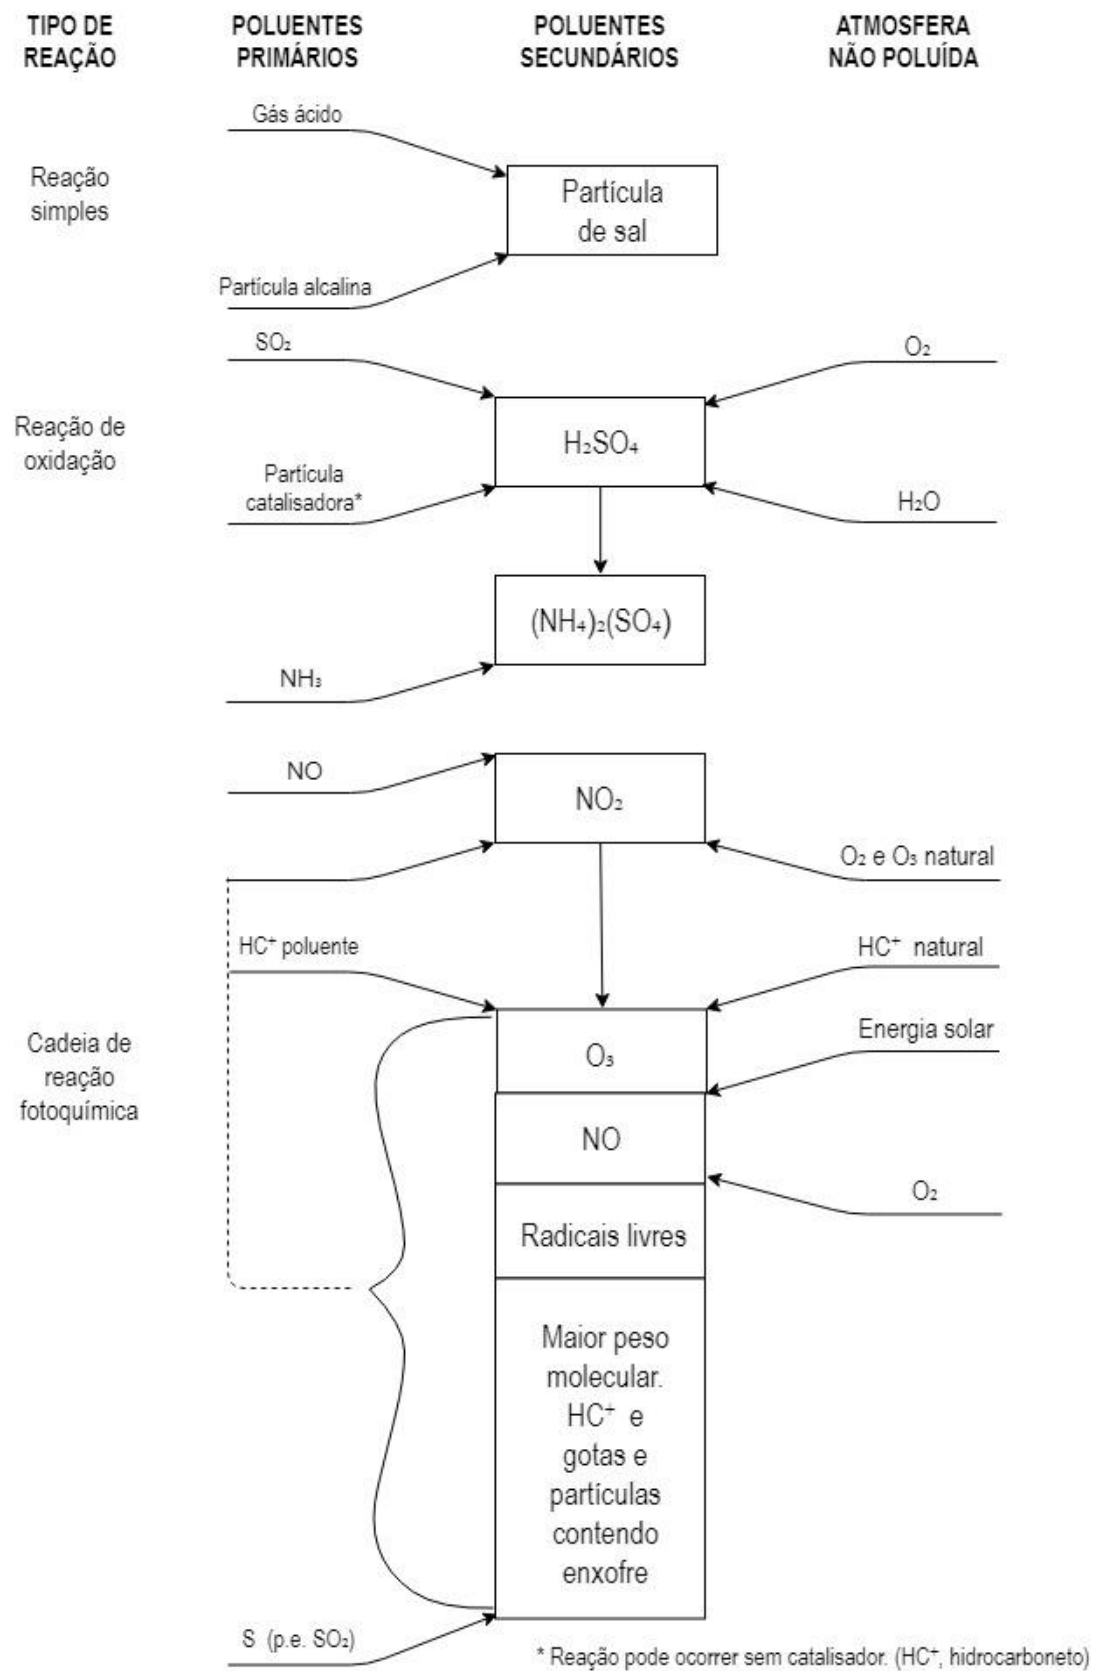 TIPO DE
REAÇÃO
POLUENTES
PRIMÁRIOS
POLUENTES
SECUNDÁRIOS
ATMOSFERA
NÃO POLUÍDA
Reação
simples
Gás ácido
Partícula alcalina
Partícula
de sal
Reação de
oxidação
SO₂
Partícula
catalisadora*
H₂SO₄
O₂
H₂O
(NH₄)₂(SO₄)
NH₃
Cadeia de
reação
fotoquímica
NO
NO₂
O₂ e O₃ natural
HC⁺ poluente
HC⁺ natural
O₃
Energia solar
NO
O₂
Radicais livres
Maior peso
molecular.
HC⁺ e
gotas e
partículas
contendo
enxofre
S (p.e. SO₂)
* Reação pode ocorrer sem catalisador. (HC⁺, hidrocarboneto)